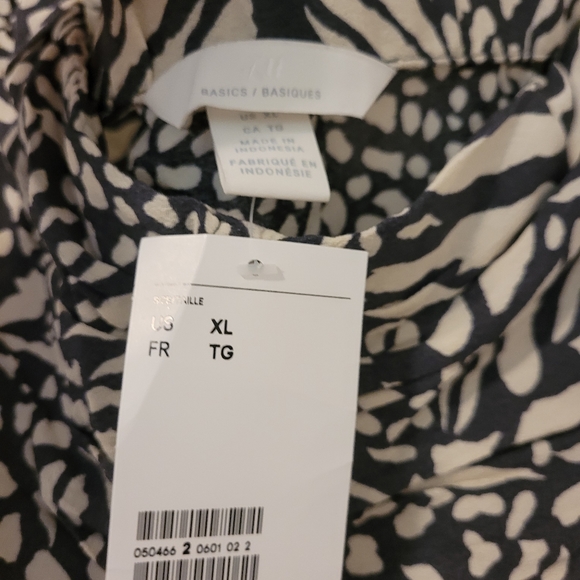 BASICS / BASIQUES
US XL
CA TG
MADE IN
INDONESIA
FABRIQUÉ EN
INDONÉSIE
US XL
FR TG
050466 2 0601 02 2